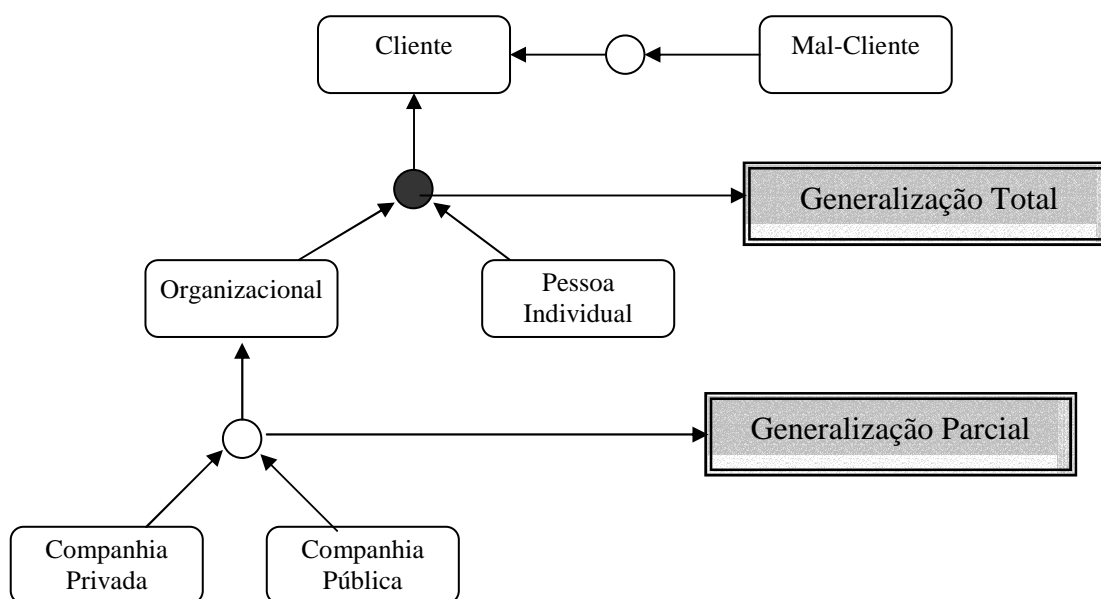 Cliente
Mal-Cliente
Generalização Total
Organizacional
Pessoa
Individual
Generalização Parcial
Companhia
Privada
Companhia
Pública